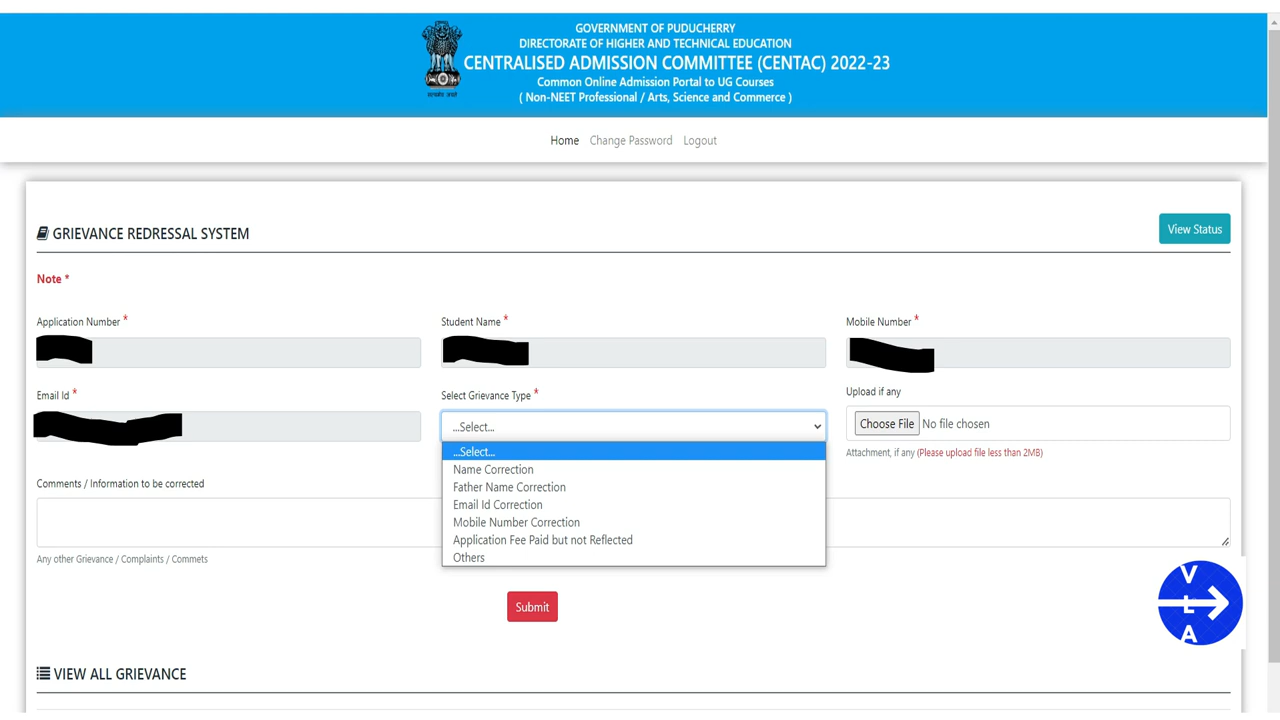 GOVERNMENT OF PUDUCHERRY
DIRECTORATE OF HIGHER AND TECHNICAL EDUCATION
CENTRALISED ADMISSION COMMITTEE (CENTAC) 2022-23
Common Online Admission Portal to UG Courses
( Non-NEET Professional / Arts, Science and Commerce )
Home Change Password Logout
GRIEVANCE REDRESSAL SYSTEM
View Status
Note *
Application Number *
Student Name *
Mobile Number *
Email Id *
Select Grievance Type *
Upload if any
...Select...
Choose File No file chosen
Attachment, if any (Please upload file less than 2MB)
...Select...
Name Correction
Father Name Correction
Email Id Correction
Mobile Number Correction
Application Fee Paid but not Reflected
Others
Comments / Information to be corrected
Any other Grievance / Complaints / Commets
Submit
V
L
A
VIEW ALL GRIEVANCE